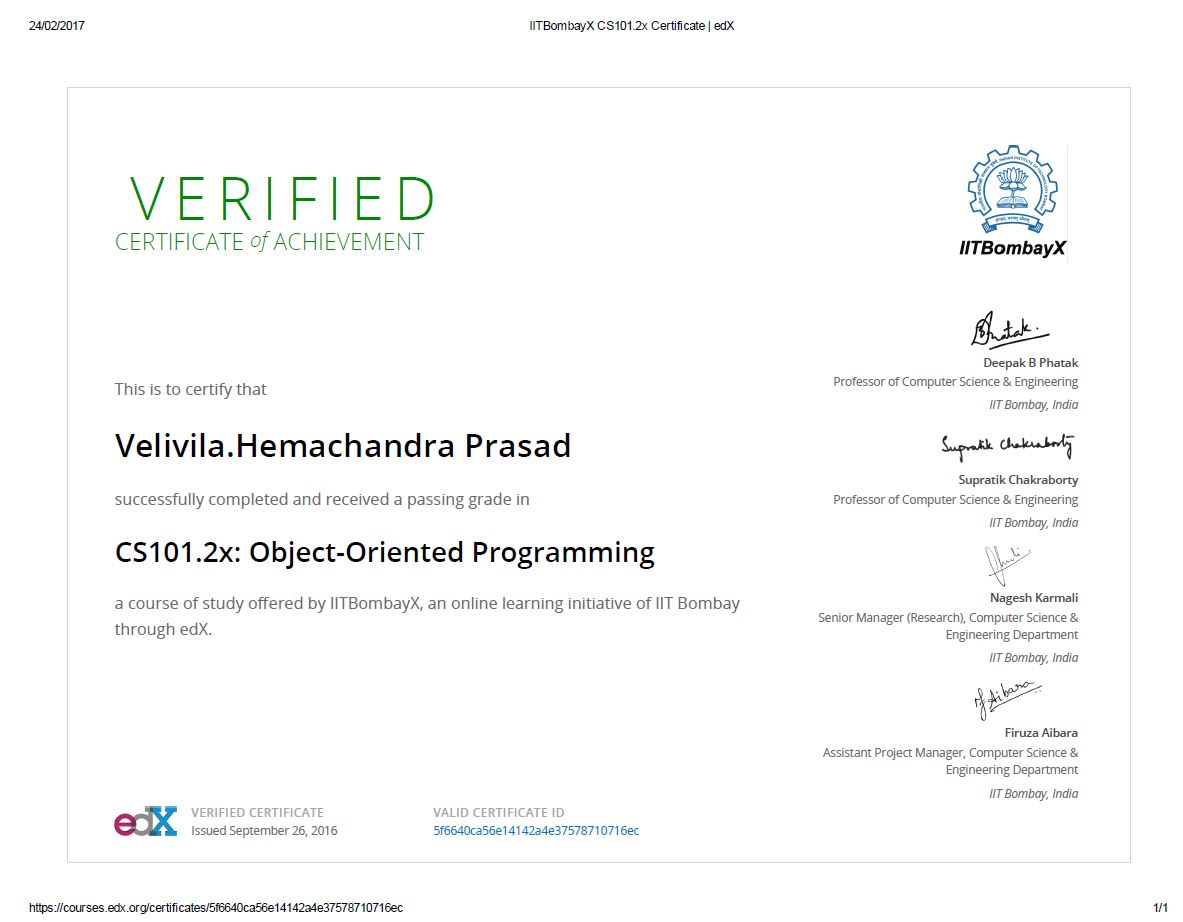 24/02/2017
IITBombayX CS101.2x Certificate | edX
VERIFIED
CERTIFICATE of ACHIEVEMENT
IITBombayX
This is to certify that
Velivila.Hemachandra Prasad
successfully completed and received a passing grade in
CS101.2x: Object-Oriented Programming
a course of study offered by IITBombayX, an online learning initiative of IIT Bombay
through edX.
Phatak.
Deepak B Phatak
Professor of Computer Science & Engineering
IIT Bombay, India
Supratik Chakraborty
Supratik Chakraborty
Professor of Computer Science & Engineering
IIT Bombay, India
Nagesh Karmali
Senior Manager (Research), Computer Science &
Engineering Department
IIT Bombay, India
Aibara
Firuza Aibara
Assistant Project Manager, Computer Science &
Engineering Department
IIT Bombay, India
edX
VERIFIED CERTIFICATE
Issued September 26, 2016
VALID CERTIFICATE ID
5f6640ca56e14142a4e37578710716ec
https://courses.edx.org/certificates/5f6640ca56e14142a4e37578710716ec
1/1